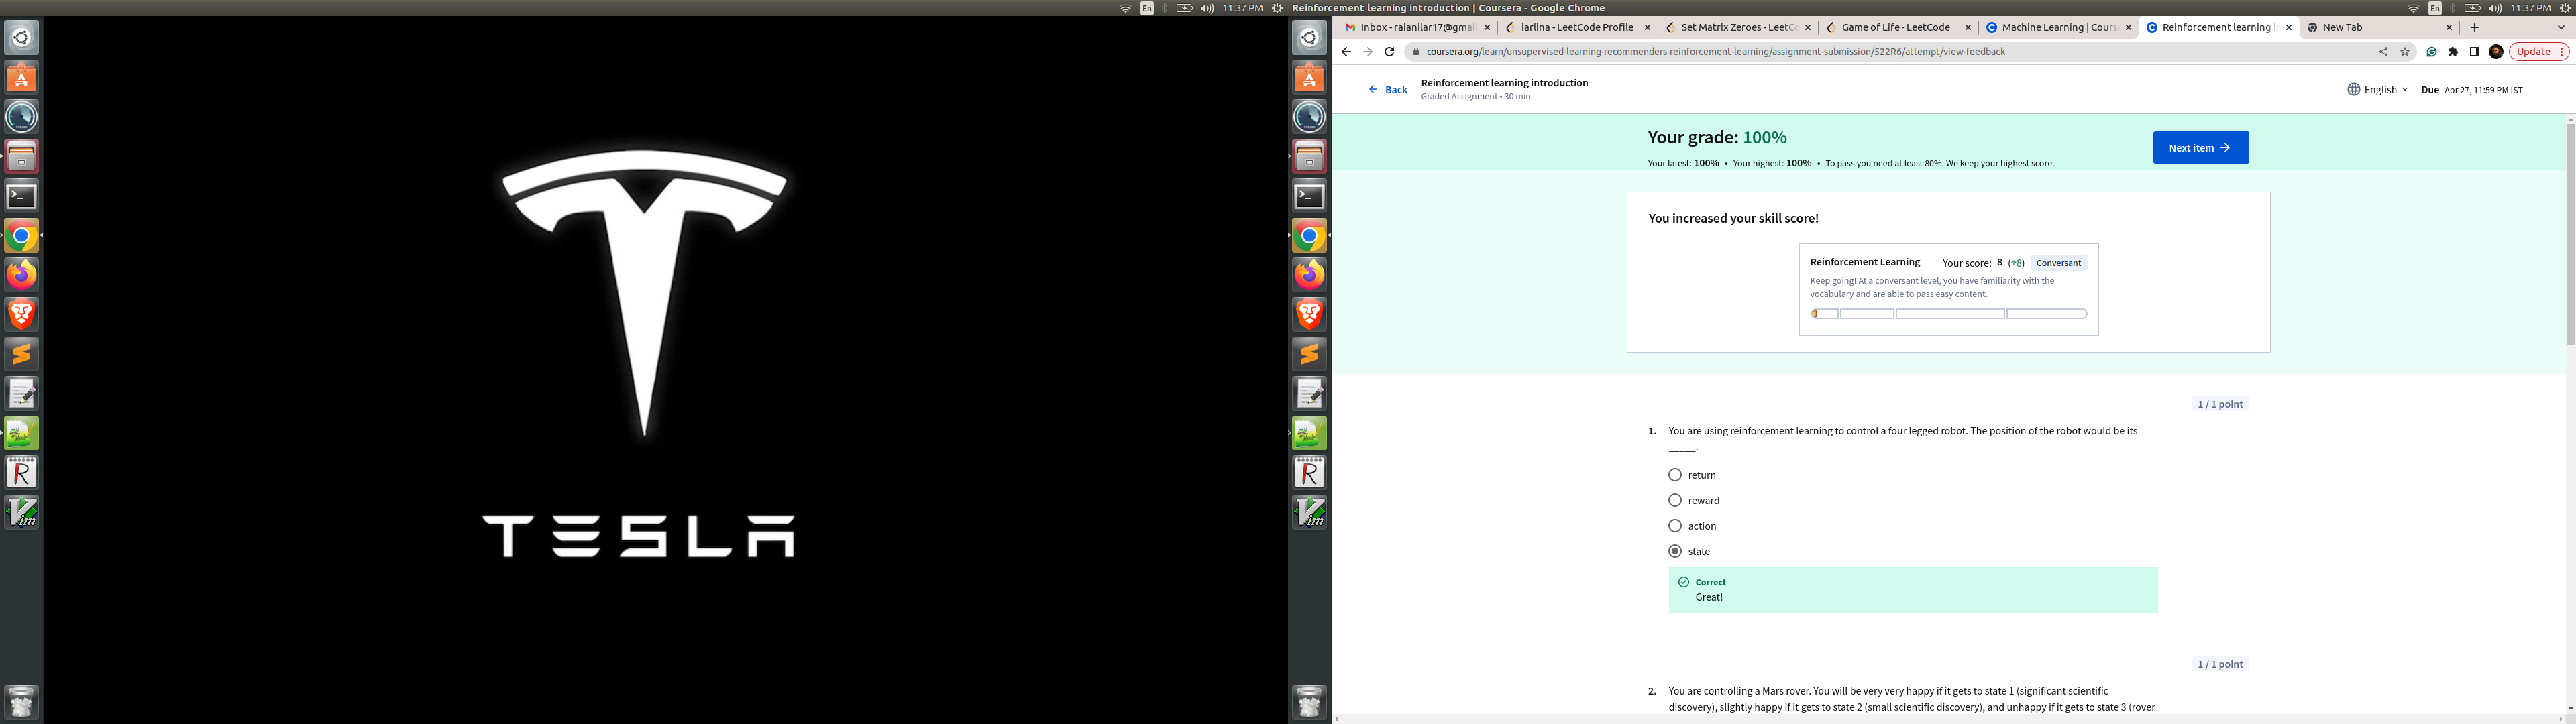 En 11:37 PM Reinforcement learning introduction | Coursera - Google Chrome En 11:37 PM
Inbox - raianilar17@gmai iarlina - LeetCode Profile Set Matrix Zeroes - LeetCo Game of Life - LeetCode Machine Learning | Cours Reinforcement learning in New Tab
coursera.org/learn/unsupervised-learning-recommenders-reinforcement-learning/assignment-submission/522R6/attempt/view-feedback Update
Back Reinforcement learning introduction English Due Apr 27, 11:59 PM IST
Graded Assignment • 30 min
Your grade: 100%
Your latest: 100% • Your highest: 100% • To pass you need at least 80%. We keep your highest score.
Next item
You increased your skill score!
Reinforcement Learning Your score: 8 (↑8) Conversant
Keep going! At a conversant level, you have familiarity with the
vocabulary and are able to pass easy content.
1 / 1 point
1. You are using reinforcement learning to control a four legged robot. The position of the robot would be its
_____.
return
reward
action
state
Correct
Great!
1 / 1 point
2. You are controlling a Mars rover. You will be very very happy if it gets to state 1 (significant scientific
discovery), slightly happy if it gets to state 2 (small scientific discovery), and unhappy if it gets to state 3 (rover
TESLA